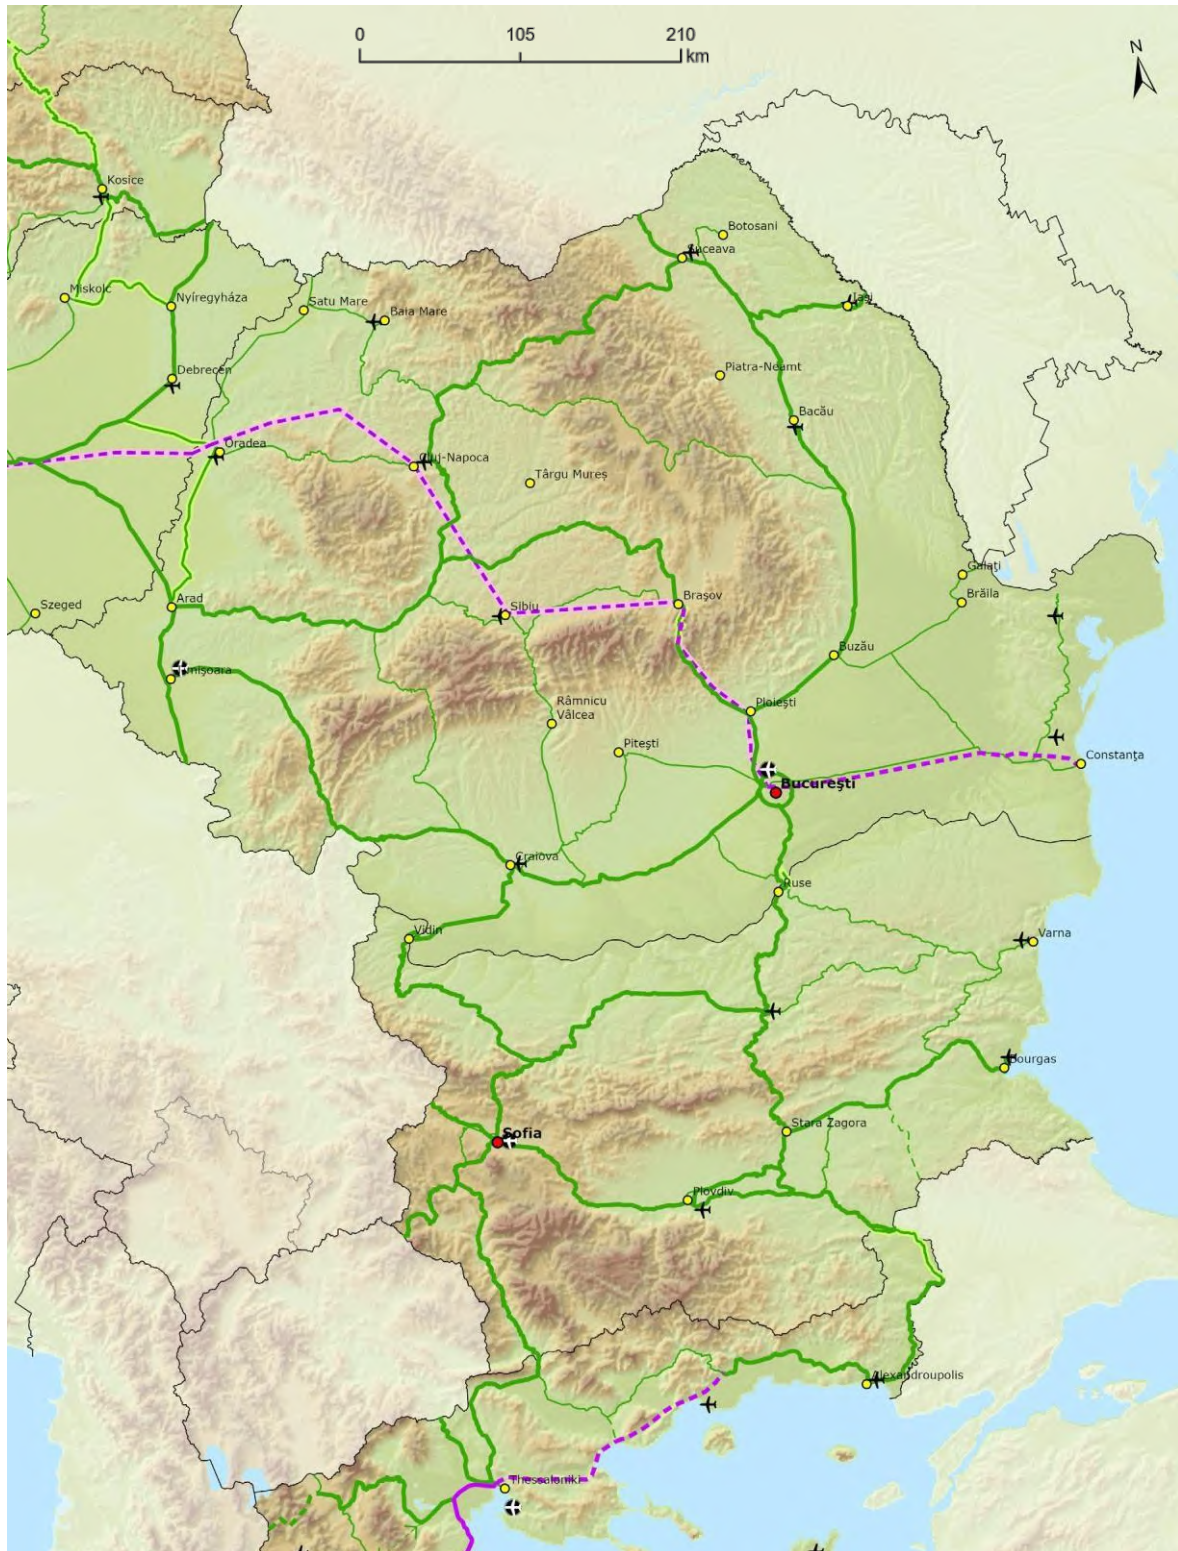 0 105 210
km
N
Kosice
Botosani
Suceava
Miskolc
Nyíregyháza
Satu Mare
Baia Mare
Iaşi
Debrecen
Piatra-Neamt
Bacău
Oradea
Cluj-Napoca
Târgu Mureș
Galaţi
Szeged
Arad
Sibiu
Braşov
Brăila
Timişoara
Buzău
Râmnicu
Vâlcea
Ploieşti
Piteşti
Constanţa
Bucureşti
Craiova
Ruse
Vidin
Varna
Bourgas
Stara Zagora
Sofia
Plovdiv
Alexandroupolis
Thessaloniki